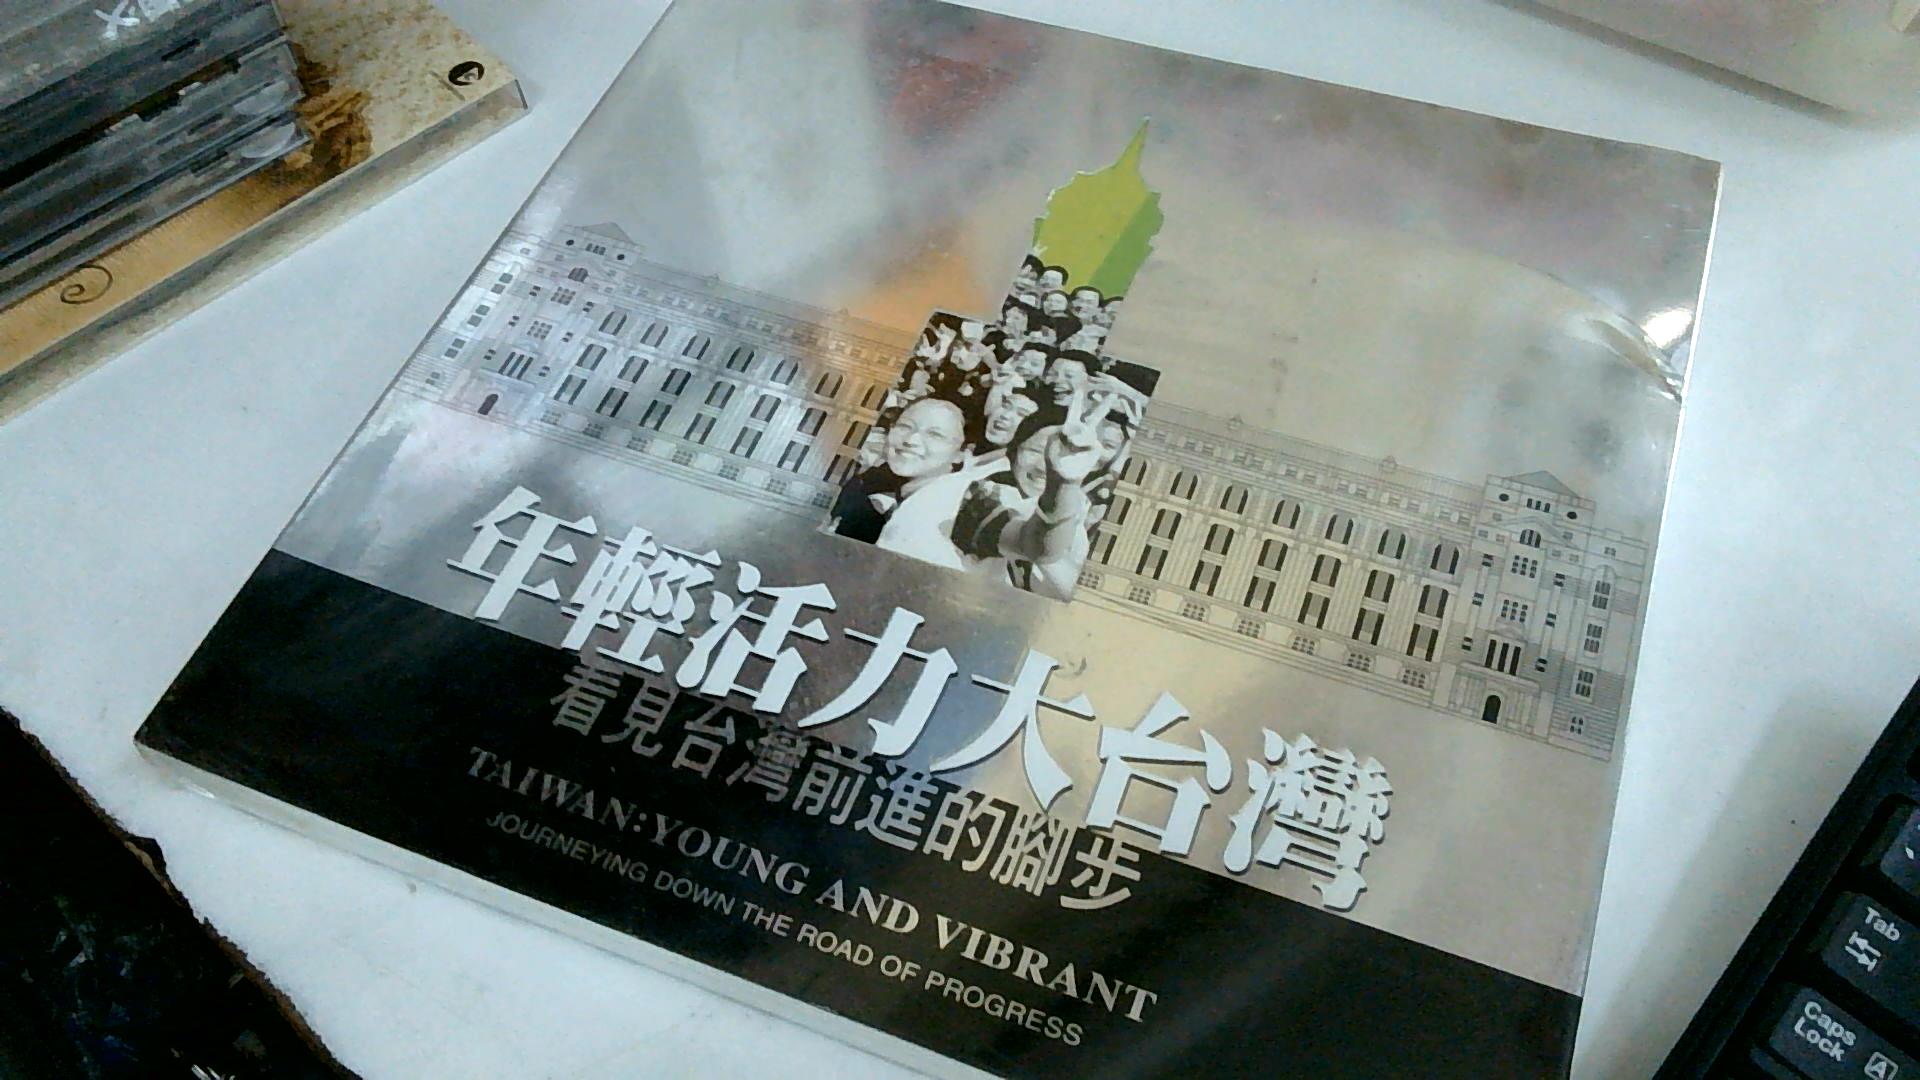 年輕活力大台灣
看見台灣前進的腳步
TAIWAN:YOUNG AND VIBRANT
JOURNEYING DOWN THE ROAD OF PROGRESS
Tab
Caps
Lock
A